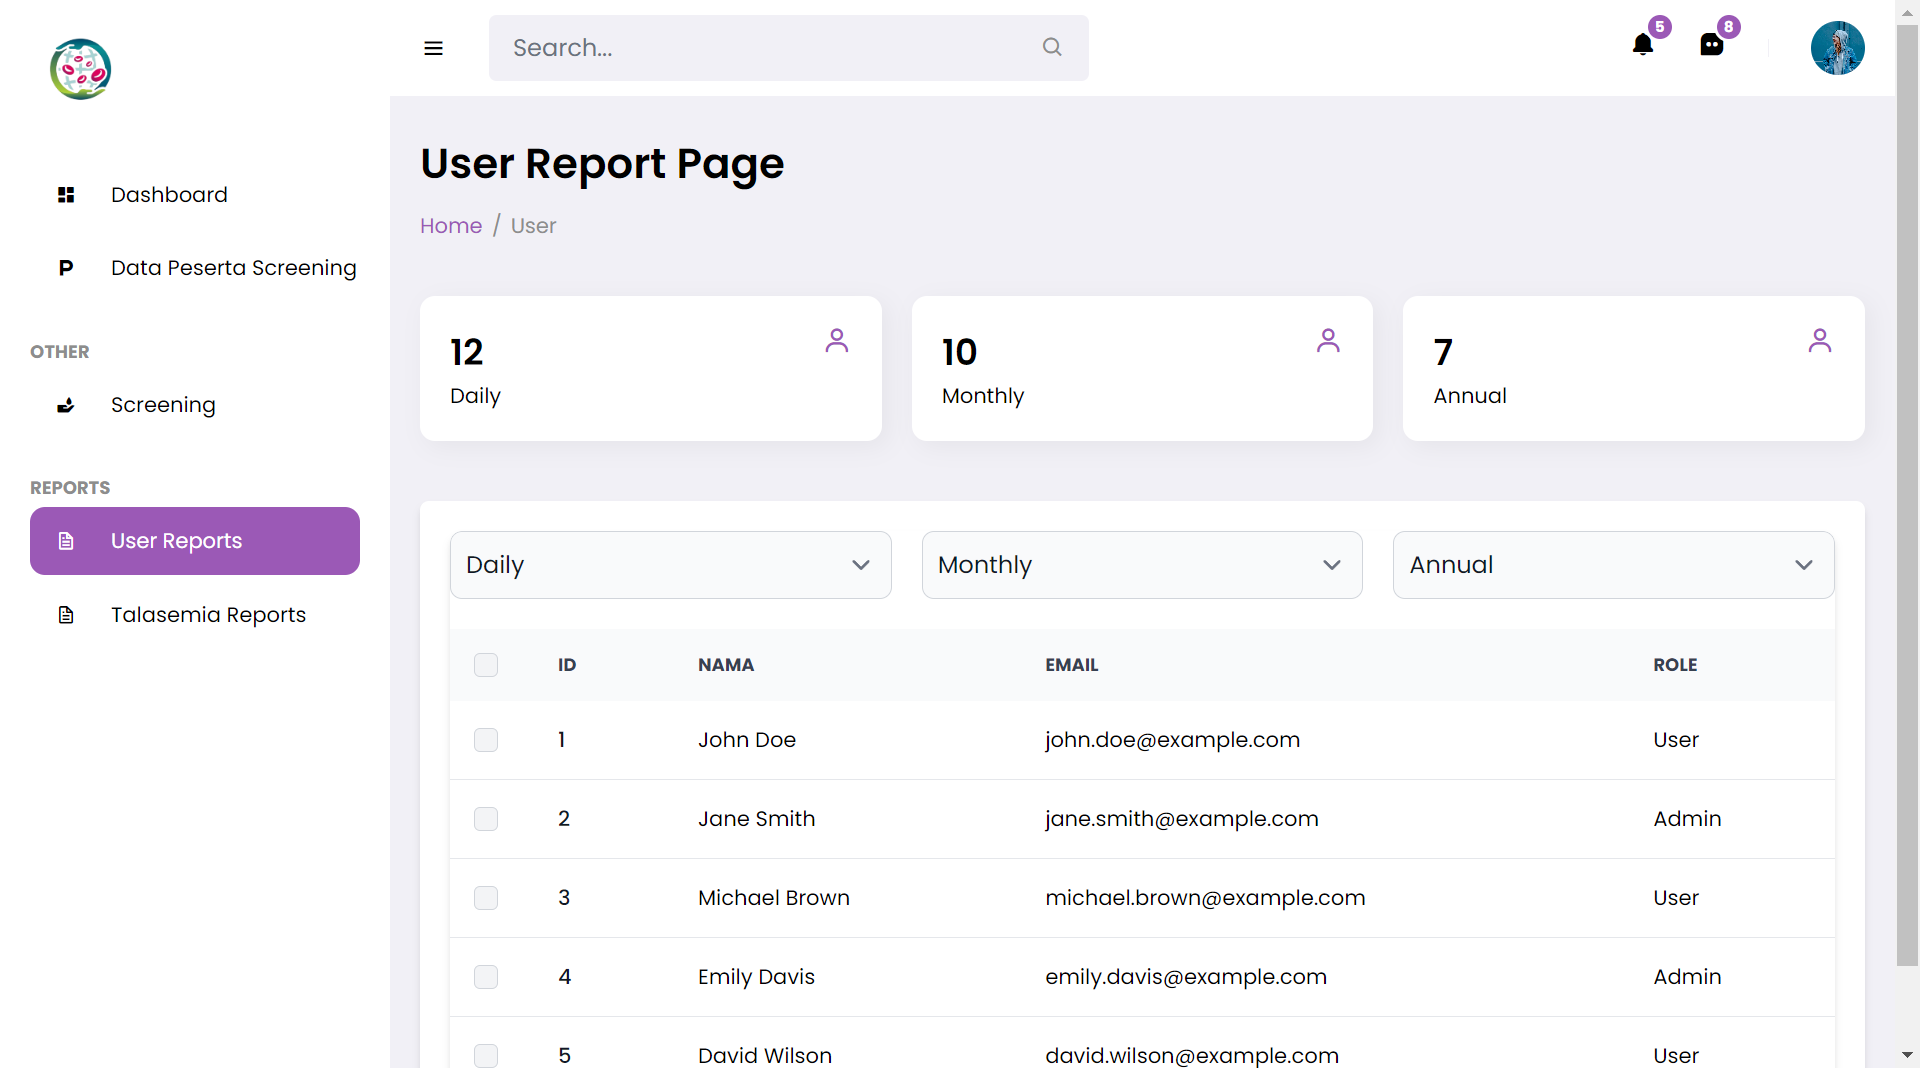 Search...
5
8
Dashboard
Data Peserta Screening
OTHER
Screening
REPORTS
User Reports
Talasemia Reports
User Report Page
Home / User
12
Daily
10
Monthly
7
Annual
Daily
Monthly
Annual
ID NAMA EMAIL ROLE
1 John Doe john.doe@example.com User
2 Jane Smith jane.smith@example.com Admin
3 Michael Brown michael.brown@example.com User
4 Emily Davis emily.davis@example.com Admin
5 David Wilson david.wilson@example.com User